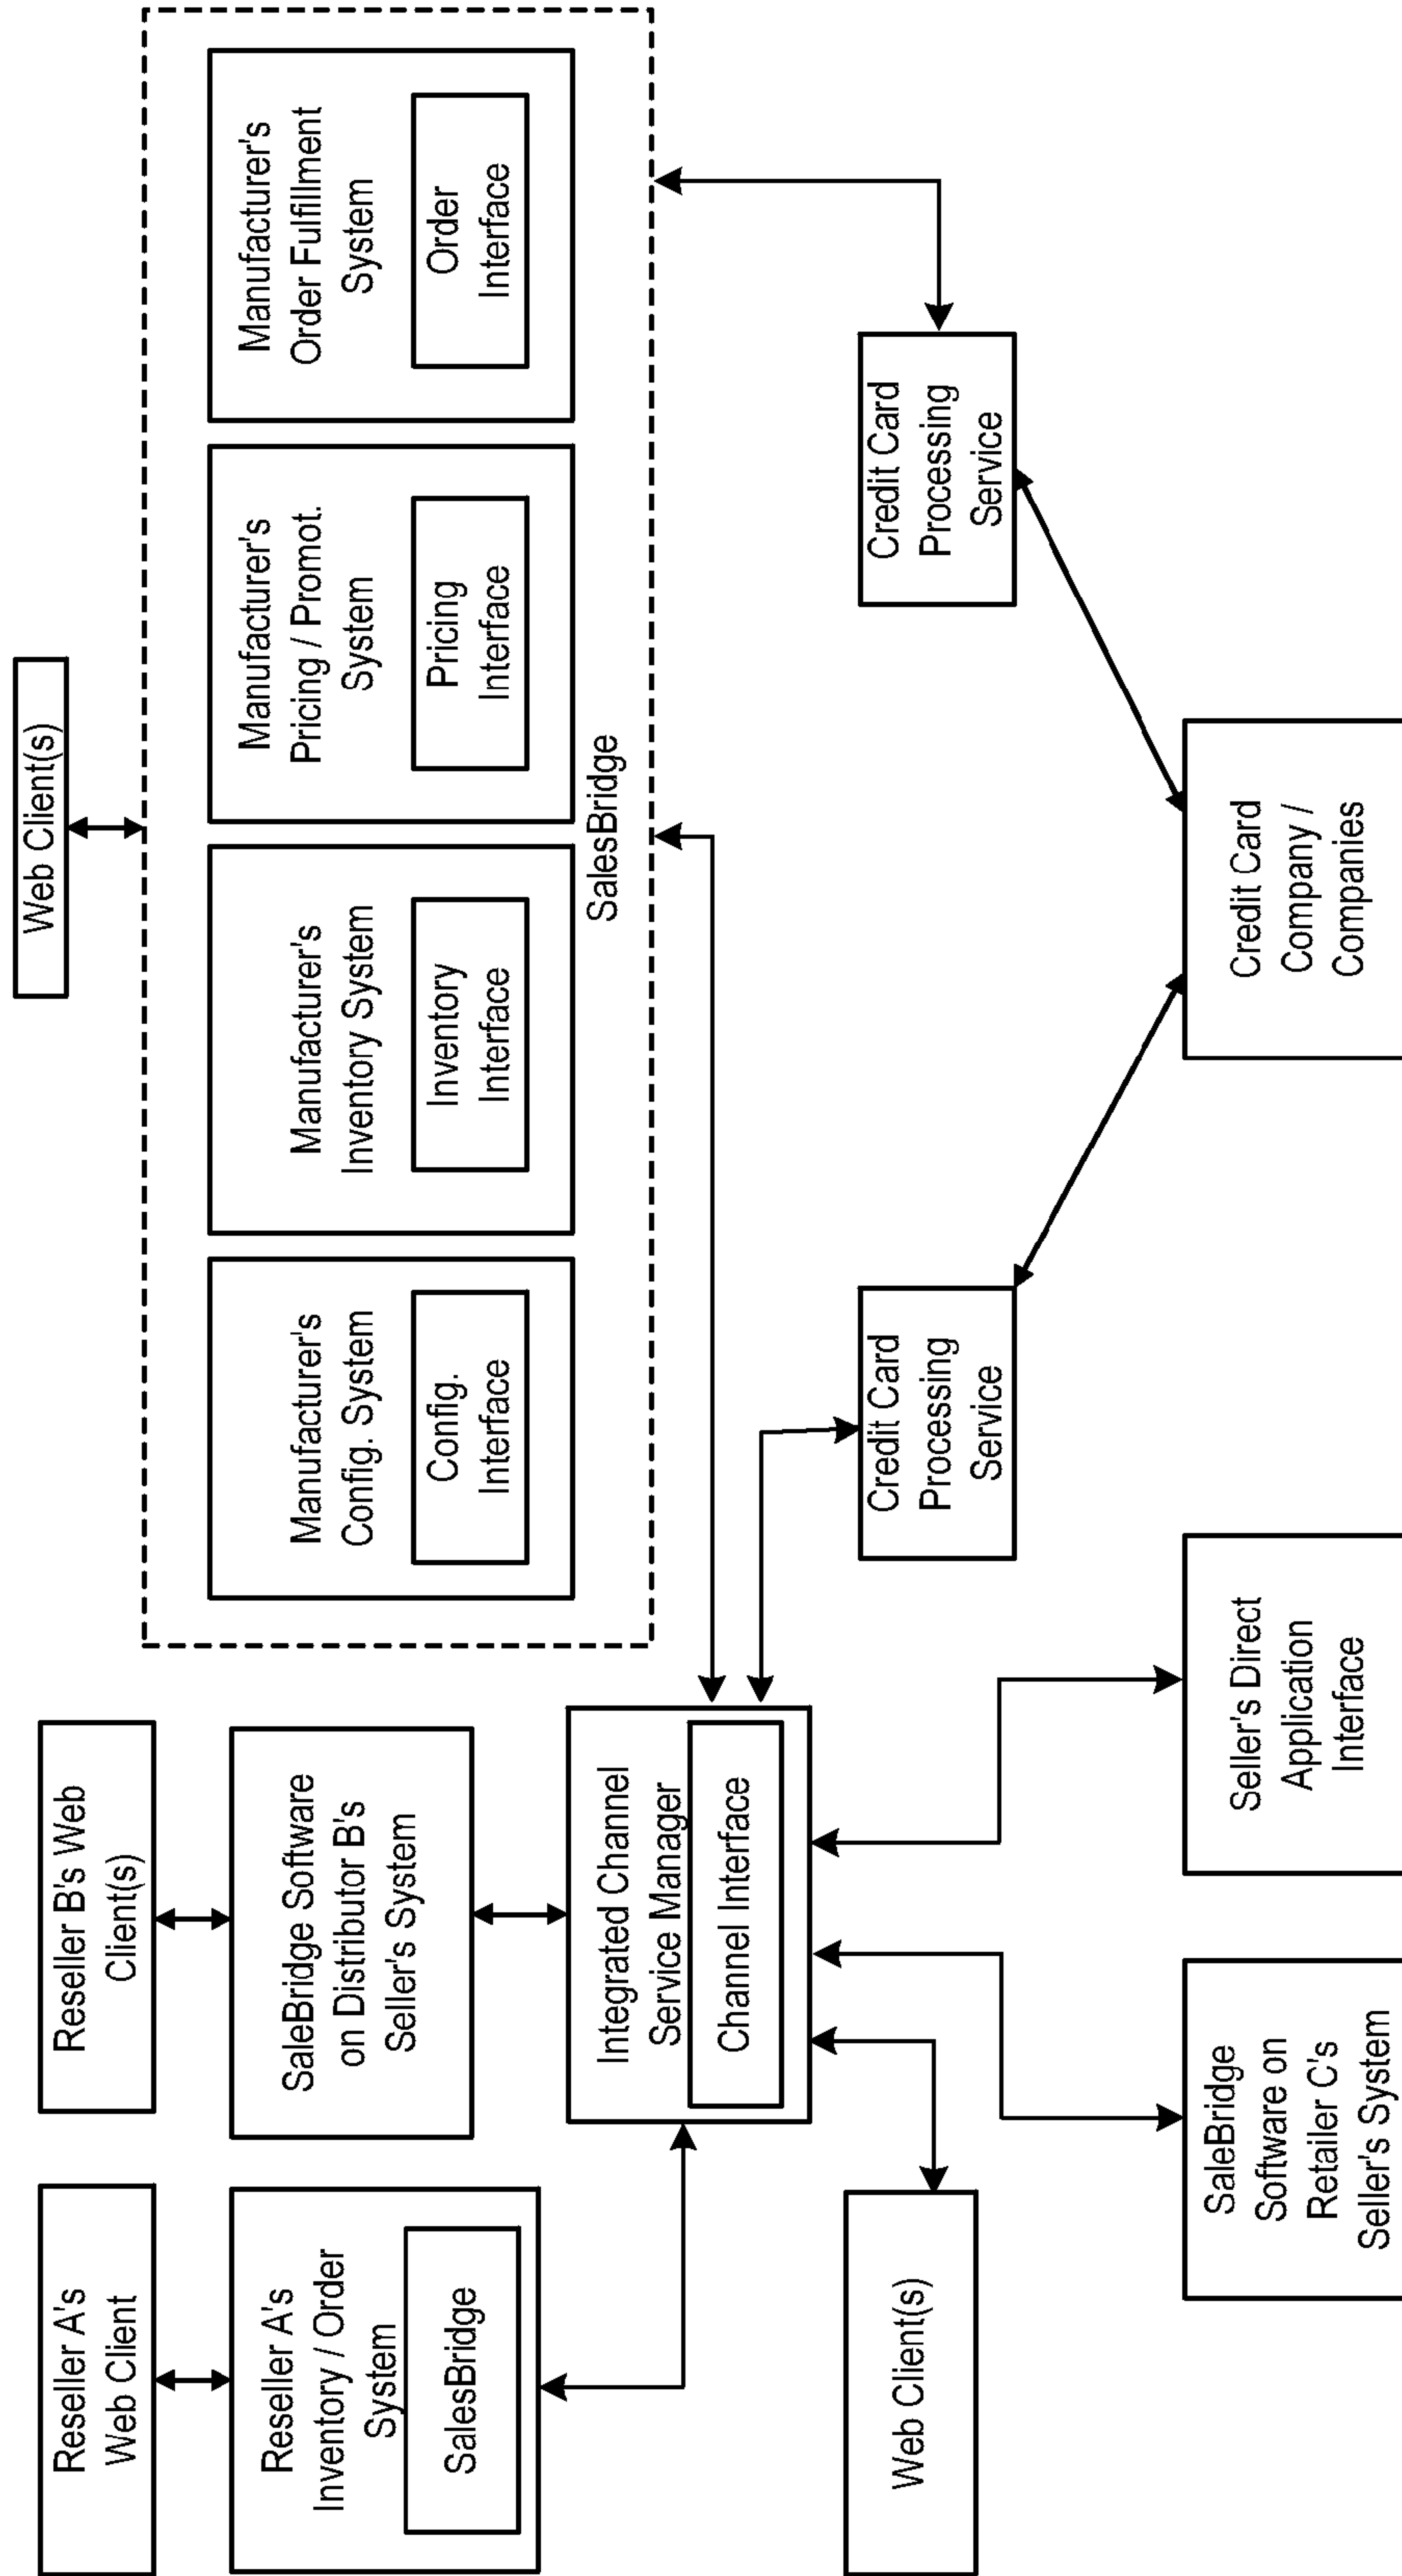 Reseller A's
Web Client
Reseller B's Web
Client(s)
Web Client(s)
Reseller A's
Inventory / Order
System
SalesBridge
SaleBridge Software
on Distributor B's
Seller's System
Manufacturer's
Config. System
Config.
Interface
Manufacturer's
Inventory System
Inventory
Interface
Manufacturer's
Pricing / Promot.
System
Pricing
Interface
Manufacturer's
Order Fulfillment
System
Order
Interface
SalesBridge
Integrated Channel
Service Manager
Channel Interface
Web Client(s)
Credit Card
Processing
Service
Credit Card
Processing
Service
SaleBridge
Software on
Retailer C's
Seller's System
Seller's Direct
Application
Interface
Credit Card
Company /
Companies